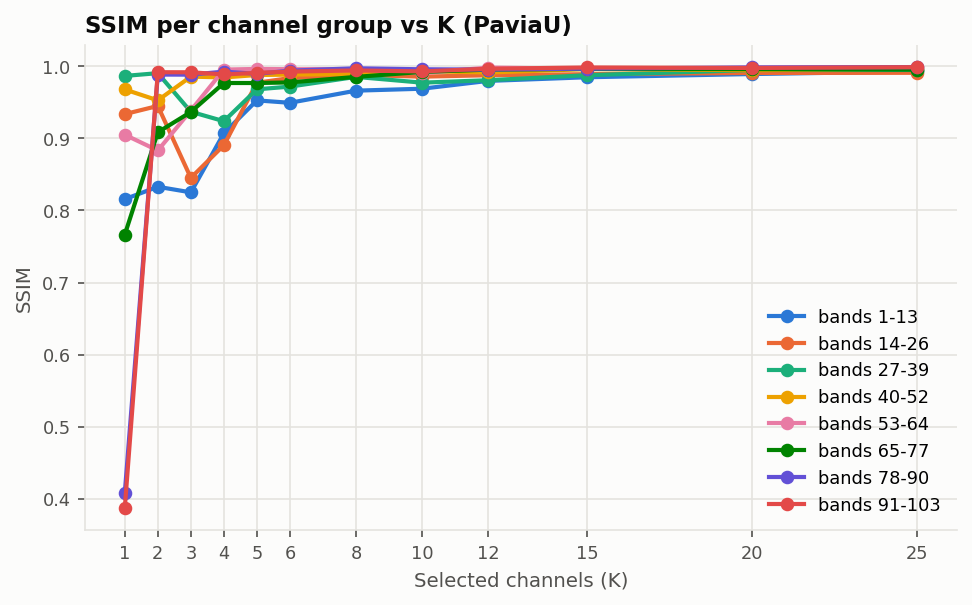 SSIM per channel group vs K (PaviaU)
SSIM
1.0
0.9
0.8
0.7
0.6
0.5
0.4
bands 1-13
bands 14-26
bands 27-39
bands 40-52
bands 53-64
bands 65-77
bands 78-90
bands 91-103
1 2 3 4 5 6 8 10 12 15 20 25
Selected channels (K)